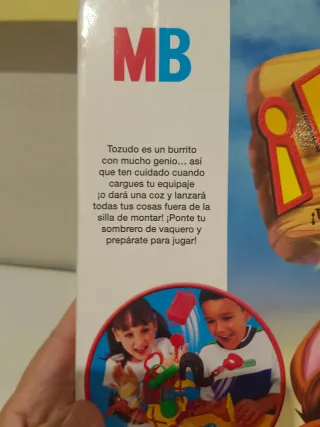 MB
Tozudo es un burrito
con mucho genio... así
que ten cuidado cuando
cargues tu equipaje
¡o dará una coz y lanzará
todas tus cosas fuera de la
silla de montar! ¡Ponte tu
sombrero de vaquero y
prepárate para jugar!
¡